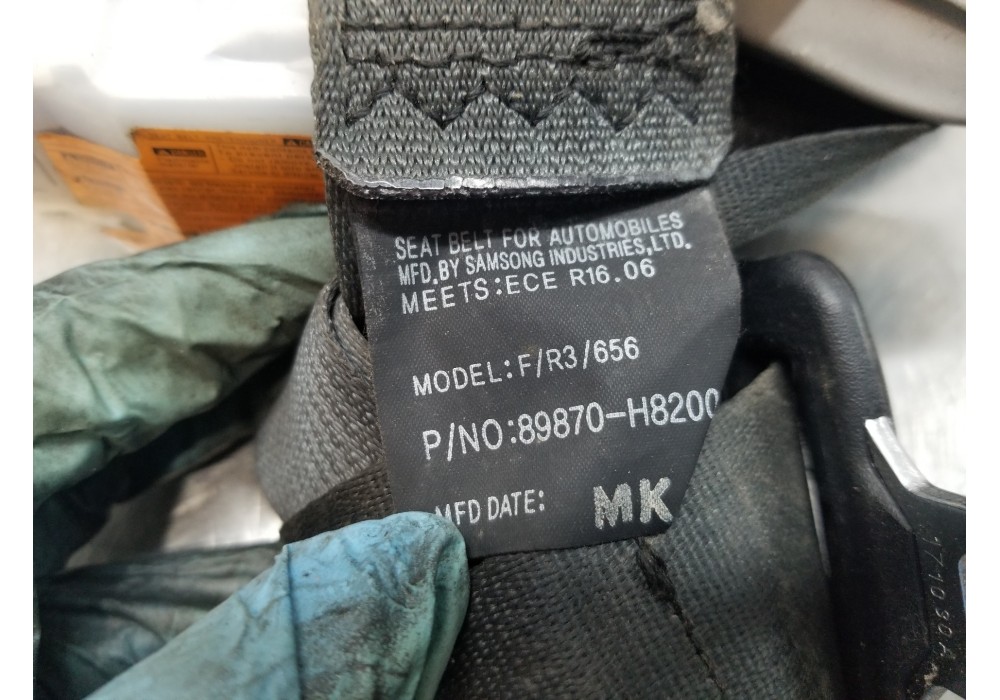 SEAT BELT FOR AUTOMOBILES
MFD.BY SAMSONG INDUSTRIES,LTD.
MEETS:ECE R16.06
MODEL:F/R3/656
P/NO:89870-H8200
MFD DATE: MK